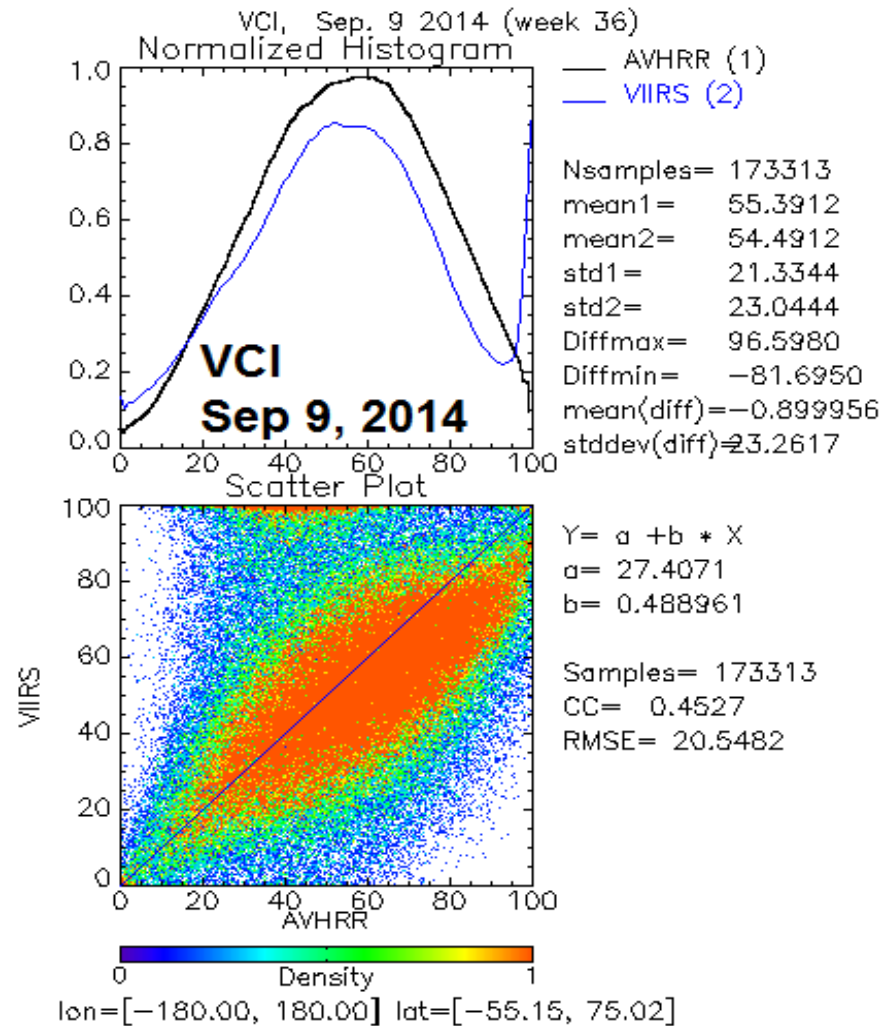 VCI, Sep. 9 2014 (week 36)
Normalized Histogram
AVHRR (1)
VIIRS (2)
1.0
0.8
0.6
0.4
0.2
0.0
0 20 40 60 80 100
VCI
Sep 9, 2014
Nsamples= 173313
mean1= 55.3912
mean2= 54.4912
std1= 21.3344
std2= 23.0444
Diffmax= 96.5980
Diffmin= -81.6950
mean(diff)=-0.899956
stddev(diff)=23.2617
Scatter Plot
100
80
60
40
20
0
VIIRS
0 20 40 60 80 100
AVHRR
Y= a +b * X
a= 27.4071
b= 0.488961
Samples= 173313
CC= 0.4527
RMSE= 20.5482
0 Density 1
lon=[-180.00, 180.00] lat=[-55.15, 75.02]